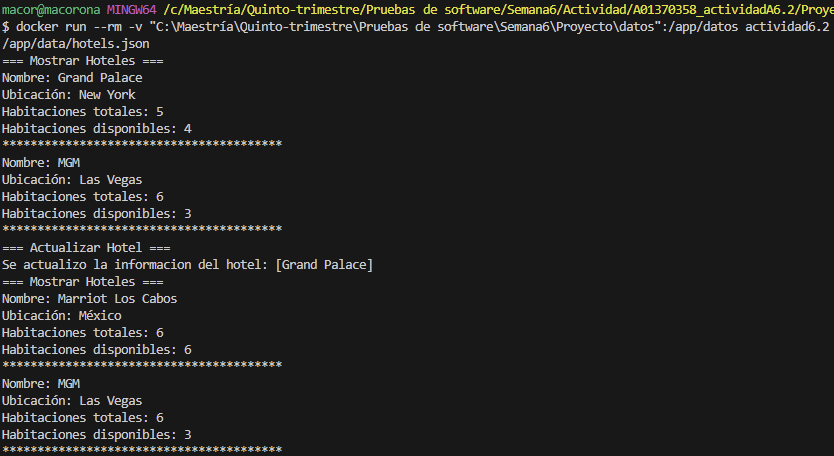 macor@macorona MINGW64 /c/Maestría/Quinto-trimestre/Pruebas de software/Semana6/Actividad/A01370358_actividadA6.2/Proye
$ docker run --rm -v "C:\Maestría\Quinto-trimestre\Pruebas de software\Semana6\Proyecto\datos":/app/datos actividad6.2
/app/data/hotels.json
=== Mostrar Hoteles ===
Nombre: Grand Palace
Ubicación: New York
Habitaciones totales: 5
Habitaciones disponibles: 4
****************************************
Nombre: MGM
Ubicación: Las Vegas
Habitaciones totales: 6
Habitaciones disponibles: 3
****************************************
=== Actualizar Hotel ===
Se actualizo la informacion del hotel: [Grand Palace]
=== Mostrar Hoteles ===
Nombre: Marriot Los Cabos
Ubicación: México
Habitaciones totales: 6
Habitaciones disponibles: 6
****************************************
Nombre: MGM
Ubicación: Las Vegas
Habitaciones totales: 6
Habitaciones disponibles: 3
****************************************